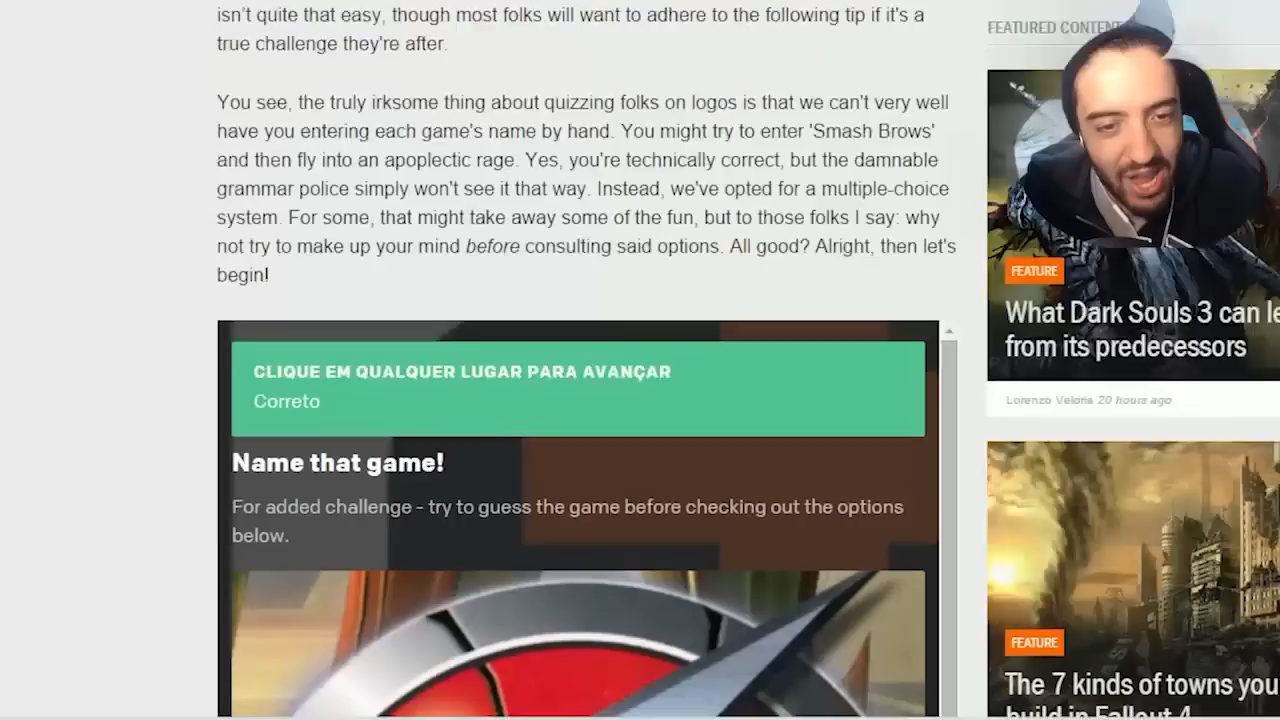 isn't quite that easy, though most folks will want to adhere to the following tip if it's a
true challenge they're after.
You see, the truly irksome thing about quizzing folks on logos is that we can't very well
have you entering each game's name by hand. You might try to enter 'Smash Brows'
and then fly into an apoplectic rage. Yes, you're technically correct, but the damnable
grammar police simply won't see it that way. Instead, we've opted for a multiple-choice
system. For some, that might take away some of the fun, but to those folks I say: why
not try to make up your mind before consulting said options. All good? Alright, then let's
begin!
CLIQUE EM QUALQUER LUGAR PARA AVANÇAR
Correto
Name that game!
For added challenge - try to guess the game before checking out the options
below.
FEATURED
FEATURE
What Dark Souls 3 can
from its predecessors
Lorenzo Veloria 20 hours ago
FEATURE
The 7 kinds of towns you
build in Fallout 4